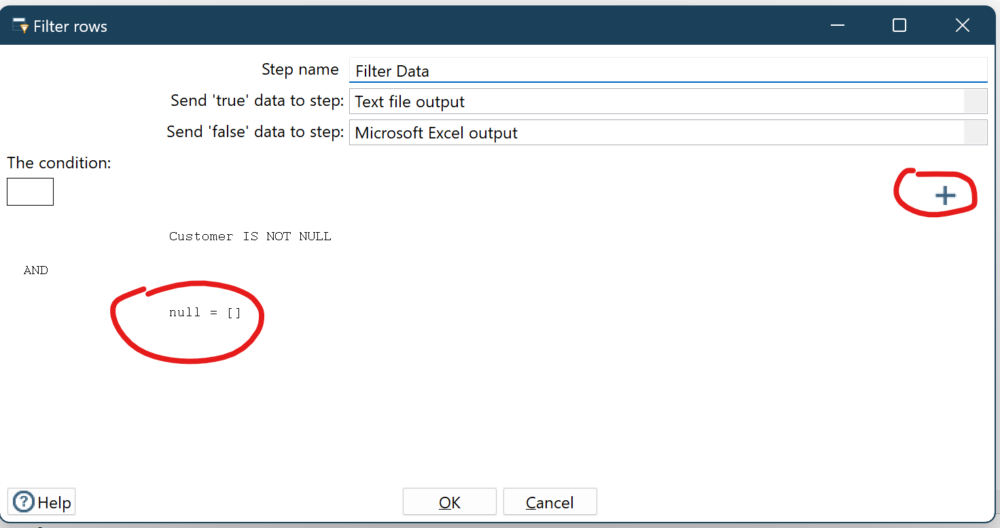 Filter rows
Step name Filter Data
Send 'true' data to step: Text file output
Send 'false' data to step: Microsoft Excel output
The condition:
Customer IS NOT NULL
AND
null = []
Help OK Cancel